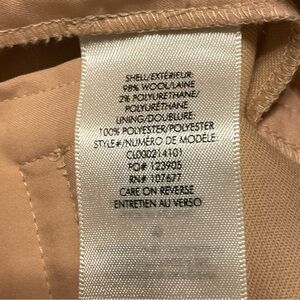 SHELL/EXTÉRIEUR:
98% WOOL/LAINE
2% POLYURETHANE/
POLYURÉTHANE
LINING/DOUBLURE:
100% POLYESTER/POLYESTER
STYLE#/NUMÉRO DE MODÈLE:
CL000214101
PO# 123905
RN# 107677
CARE ON REVERSE
ENTRETIEN AU VERSO